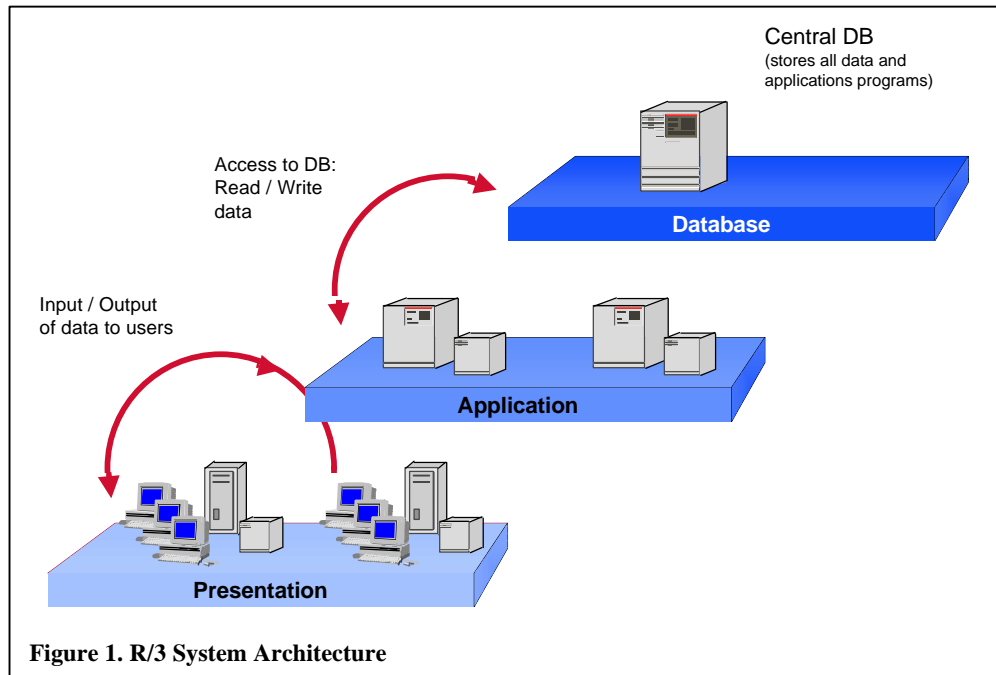 Central DB
(stores all data and
applications programs)
Access to DB:
Read / Write
data
Database
Input / Output
of data to users
Application
Presentation
Figure 1. R/3 System Architecture